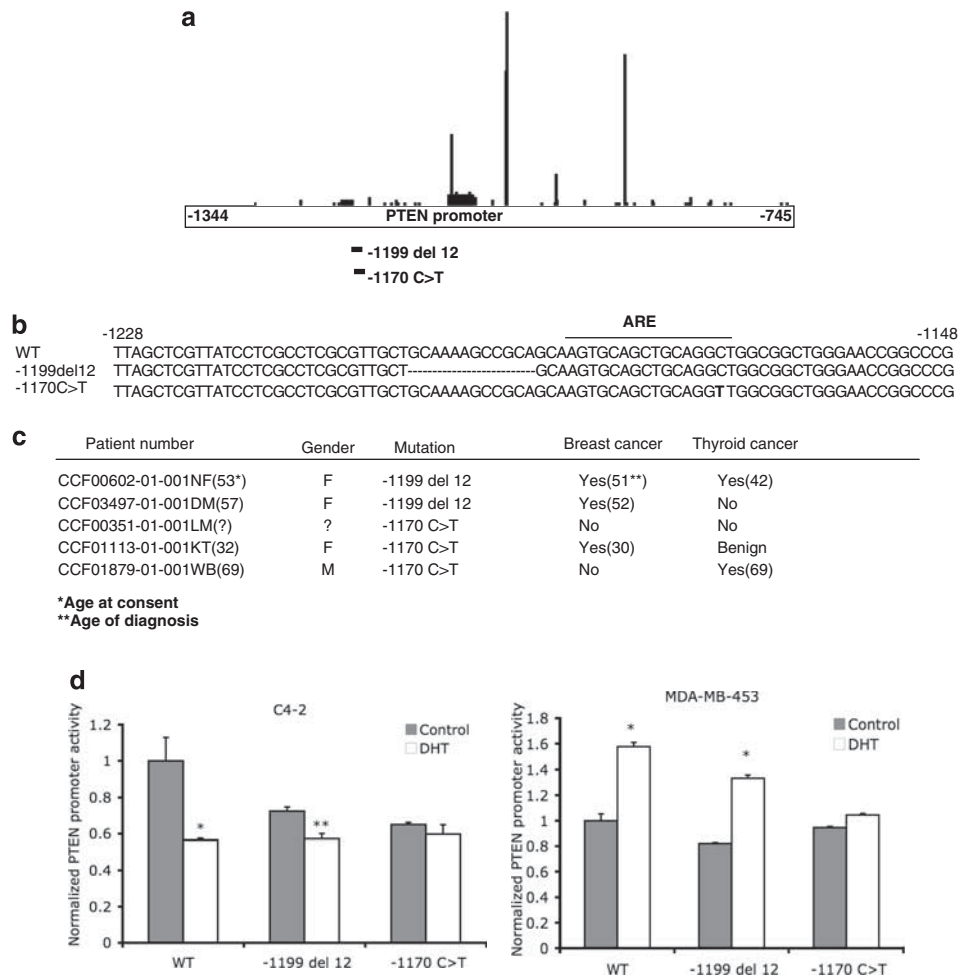 a
-1344 PTEN promoter -745
-1199 del 12
-1170 C>T
b
ARE
-1228 -1148
WT TTAGCTCGTTATCCTCGCCTCGCGTTGCTGCAAAAGCCGCAGCAAGTGCAGCTGCAGGCTGGCGGCTGGGAACCGGCCCG
-1199del12 TTAGCTCGTTATCCTCGCCTCGCGTTGCT--------------------------GCAAGTGCAGCTGCAGGCTGGCGGCTGGGAACCGGCCCG
-1170C>T TTAGCTCGTTATCCTCGCCTCGCGTTGCTGCAAAAGCCGCAGCAAGTGCAGCTGCAGGTTGGCGGCTGGGAACCGGCCCG
c
Patient number Gender Mutation Breast cancer Thyroid cancer
CCF00602-01-001NF(53*) F -1199 del 12 Yes(51**) Yes(42)
CCF03497-01-001DM(57) F -1199 del 12 Yes(52) No
CCF00351-01-001LM(?) ? -1170 C>T No No
CCF01113-01-001KT(32) F -1170 C>T Yes(30) Benign
CCF01879-01-001WB(69) M -1170 C>T No Yes(69)
*Age at consent
**Age of diagnosis
d
C4-2
Control
DHT
Normalized PTEN promoter activity
1.2
1
0.8
0.6
0.4
0.2
0
*
**
WT -1199 del 12 -1170 C>T
MDA-MB-453
Control
DHT
Normalized PTEN promoter activity
1.8
1.6
1.4
1.2
1
0.8
0.6
0.4
0.2
0
*
*
WT -1199 del 12 -1170 C>T